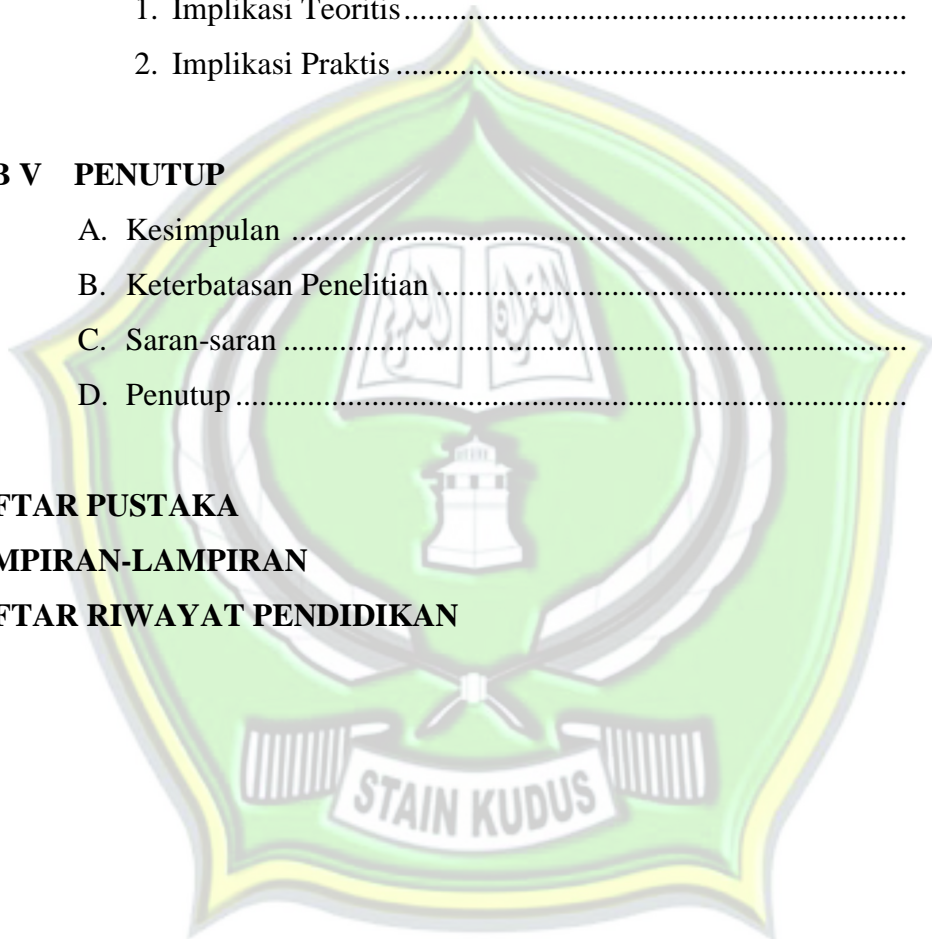 1. Implikasi Teoritis................................................................
2. Implikasi Praktis ................................................................
B V PENUTUP
A. Kesimpulan ................................................................
B. Keterbatasan Penelitian ................................................................
C. Saran-saran ................................................................
D. Penutup................................................................
FTAR PUSTAKA
MPIRAN-LAMPIRAN
FTAR RIWAYAT PENDIDIKAN
STAIN KUDUS